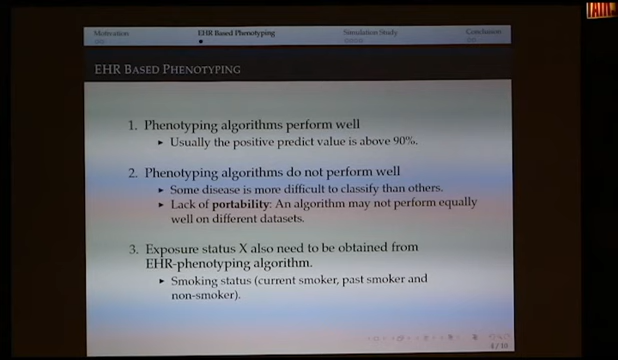 Motivation EHR Based Phenotyping Simulation Study Conclusion
EHR BASED PHENOTYPING
1. Phenotyping algorithms perform well
▸ Usually the positive predict value is above 90%.
2. Phenotyping algorithms do not perform well
▸ Some disease is more difficult to classify than others.
▸ Lack of portability: An algorithm may not perform equally
well on different datasets.
3. Exposure status X also need to be obtained from
EHR-phenotyping algorithm.
▸ Smoking status (current smoker, past smoker and
non-smoker).